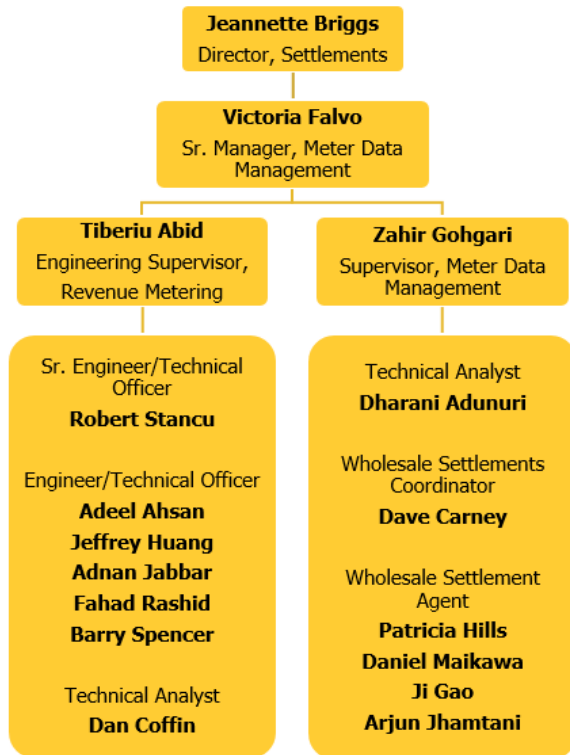 Jeannette Briggs
Director, Settlements
Victoria Falvo
Sr. Manager, Meter Data
Management
Tiberiu Abid
Engineering Supervisor,
Revenue Metering
Zahir Gohgari
Supervisor, Meter Data
Management
Sr. Engineer/Technical
Officer
Robert Stancu
Engineer/Technical Officer
Adeel Ahsan
Jeffrey Huang
Adnan Jabbar
Fahad Rashid
Barry Spencer
Technical Analyst
Dan Coffin
Technical Analyst
Dharani Adunuri
Wholesale Settlements
Coordinator
Dave Carney
Wholesale Settlement
Agent
Patricia Hills
Daniel Maikawa
Ji Gao
Arjun Jhamtani